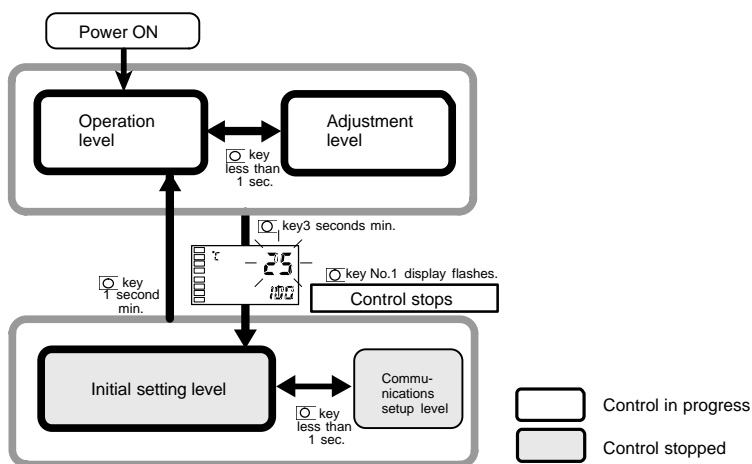 Power ON
Operation
level
Adjustment
level
key
less than
1 sec.
key3 seconds min.
℃
25
100
key No.1 display flashes.
Control stops
key
1 second
min.
Initial setting level
Commu-
nications
setup level
key
less than
1 sec.
Control in progress
Control stopped